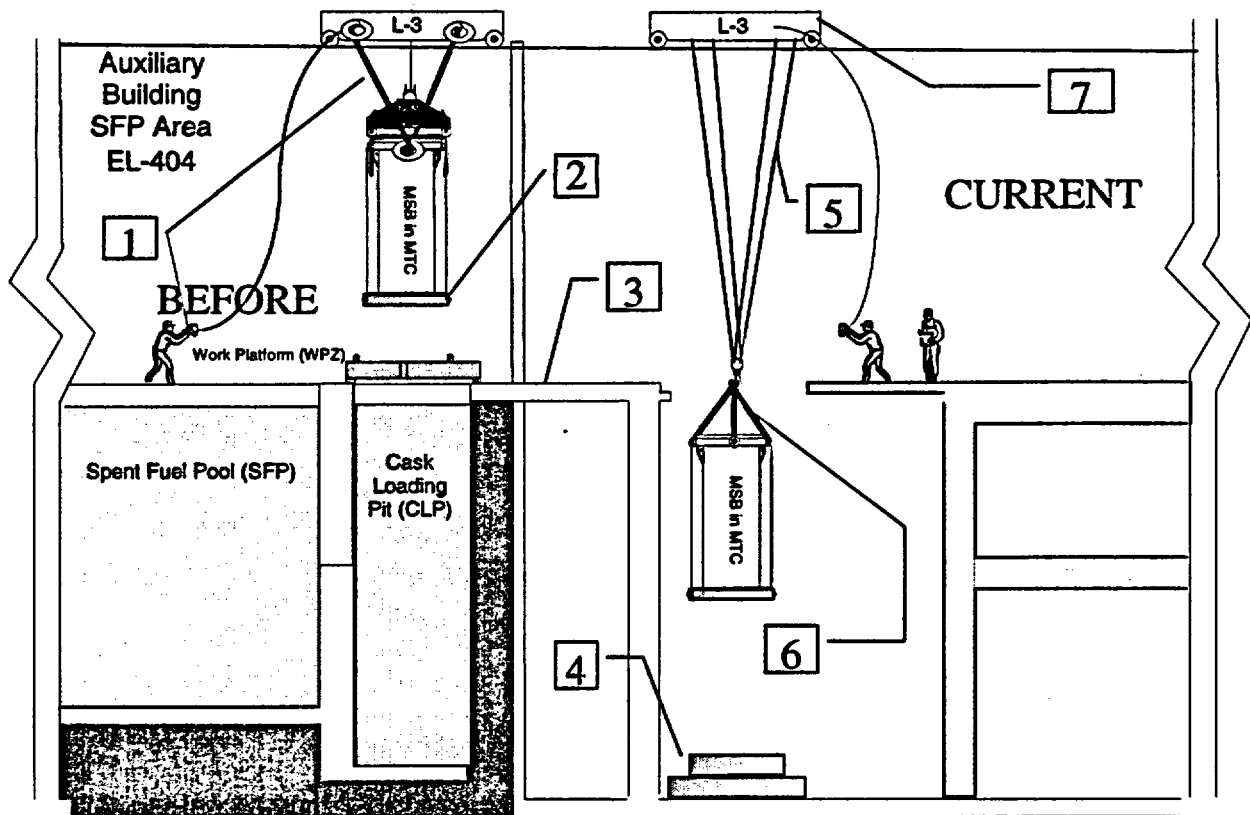 L-3
L-3
Auxiliary
Building
SFP Area
EL-404
7
2
MSB in MTC
5
CURRENT
1
3
BEFORE
Work Platform (WPZ)
Spent Fuel Pool (SFP)
Cask
Loading
Pit (CLP)
MSB in MTC
6
4